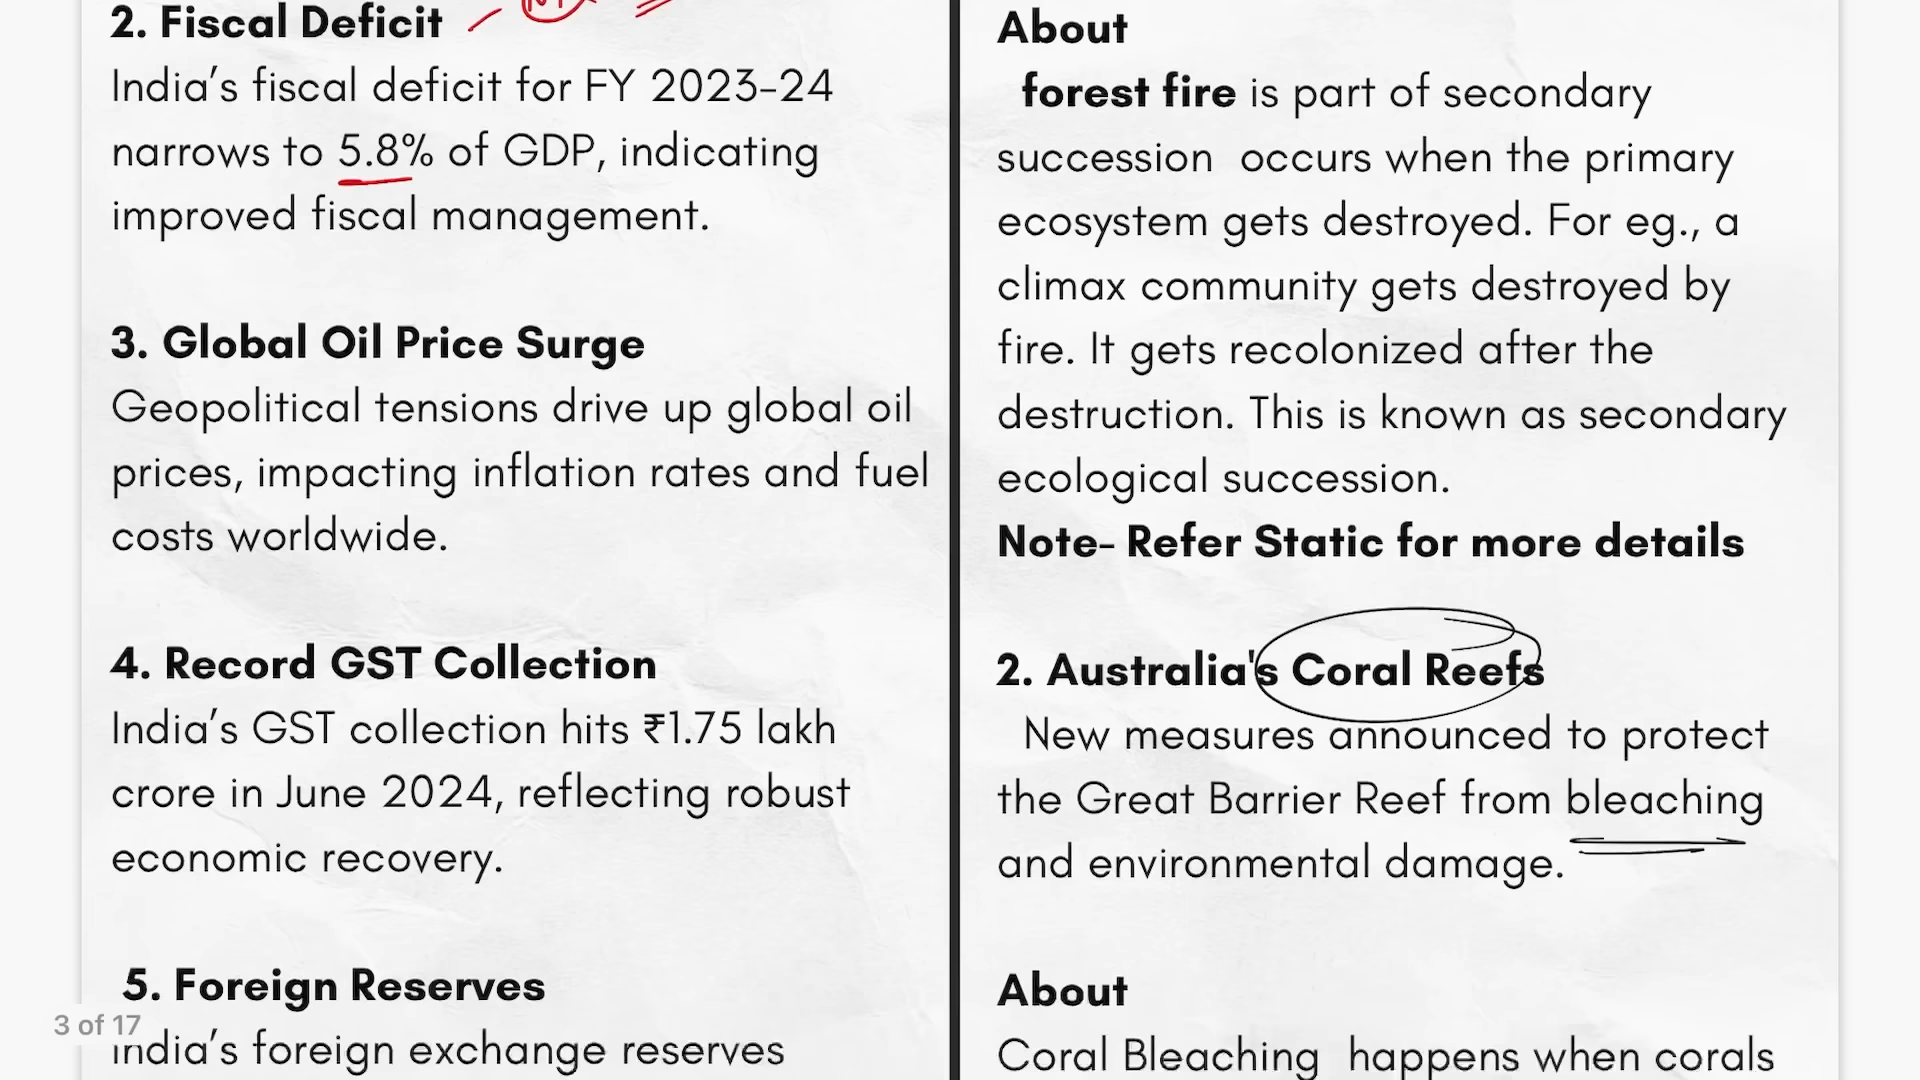 2. Fiscal Deficit
India’s fiscal deficit for FY 2023-24
narrows to 5.8% of GDP, indicating
improved fiscal management.
3. Global Oil Price Surge
Geopolitical tensions drive up global oil
prices, impacting inflation rates and fuel
costs worldwide.
4. Record GST Collection
India’s GST collection hits ₹1.75 lakh
crore in June 2024, reflecting robust
economic recovery.
5. Foreign Reserves
India’s foreign exchange reserves
3 of 17
About
forest fire is part of secondary
succession occurs when the primary
ecosystem gets destroyed. For eg., a
climax community gets destroyed by
fire. It gets recolonized after the
destruction. This is known as secondary
ecological succession.
Note- Refer Static for more details
2. Australia's Coral Reefs
New measures announced to protect
the Great Barrier Reef from bleaching
and environmental damage.
About
Coral Bleaching happens when corals